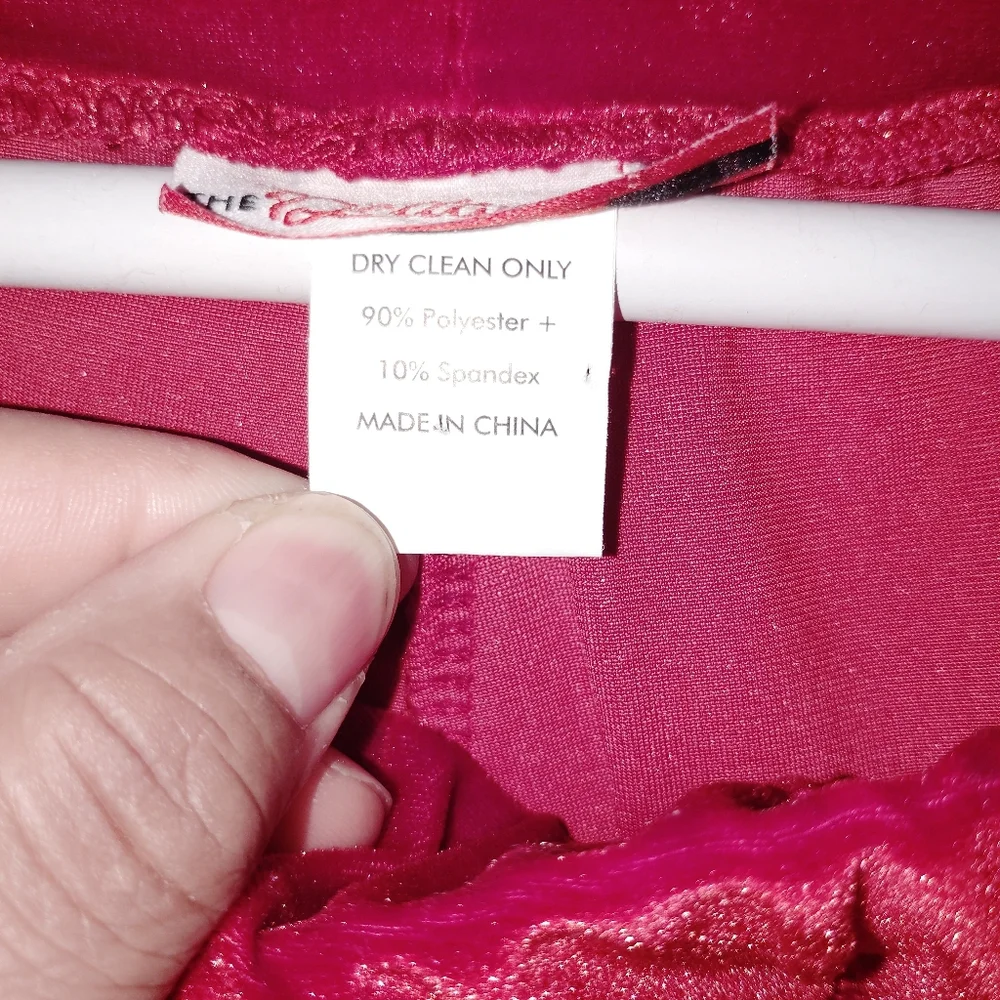 THE
DRY CLEAN ONLY
90% Polyester +
10% Spandex
MADE IN CHINA